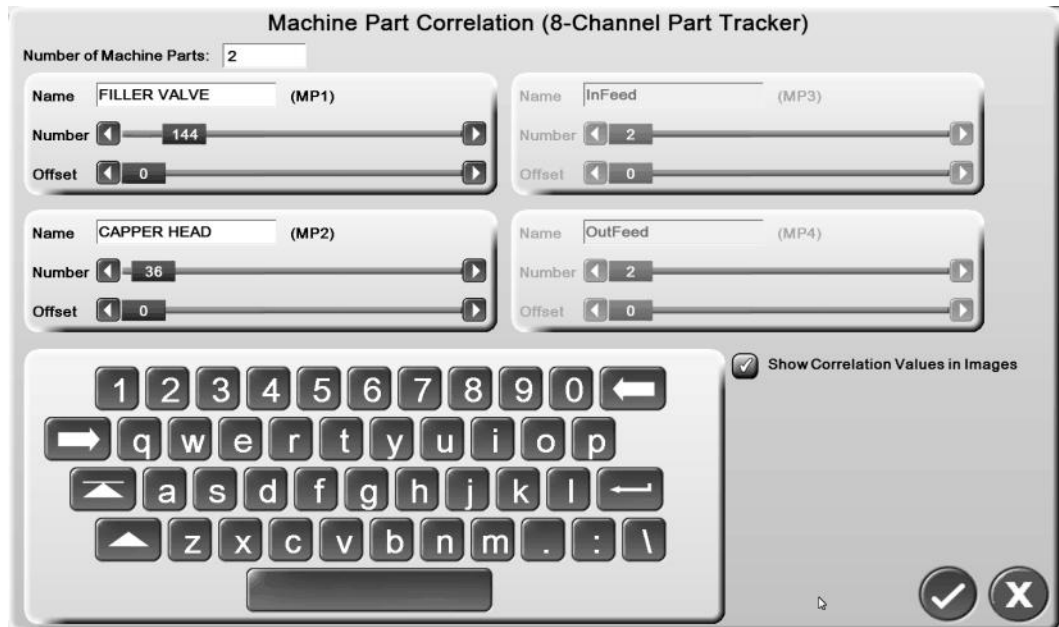 Machine Part Correlation (8-Channel Part Tracker)
Number of Machine Parts: 2
Name FILLER VALVE (MP1)
Number 144
Offset 0
Name InFeed (MP3)
Number 2
Offset 0
Name CAPPER HEAD (MP2)
Number 36
Offset 0
Name OutFeed (MP4)
Number 2
Offset 0
Show Correlation Values in Images
1 2 3 4 5 6 7 8 9 0
q w e r t y u i o p
a s d f g h j k l
z x c v b n m . : \
X